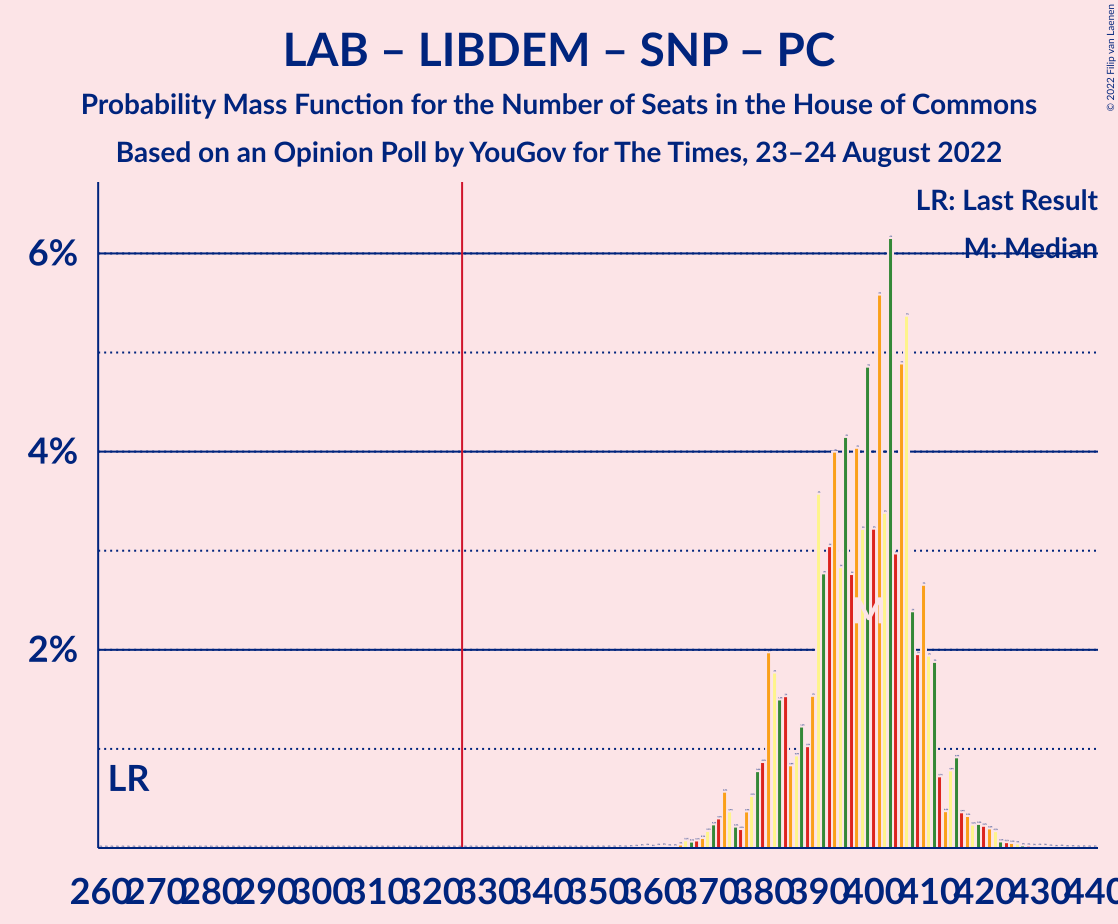 LAB – LIBDEM – SNP – PC
Probability Mass Function for the Number of Seats in the House of Commons
Based on an Opinion Poll by YouGov for The Times, 23–24 August 2022
© 2022 Filip van Laenen
LR: Last Result
M: Median
6%
4%
2%
LR
M
260 270 280 290 300 310 320 330 340 350 360 370 380 390 400 410 420 430 440